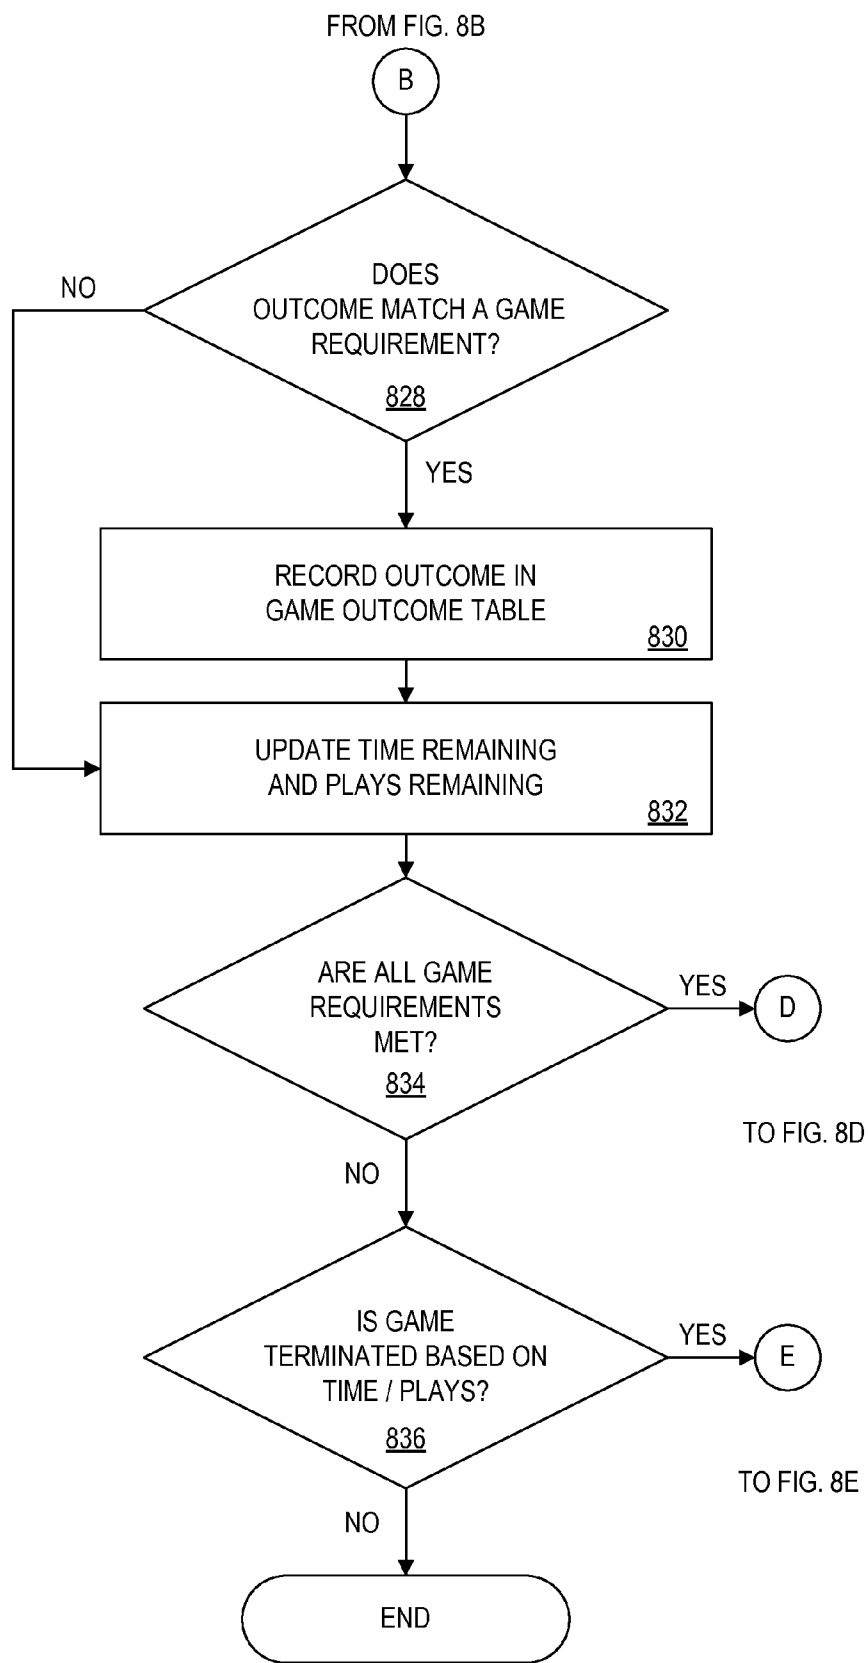 FROM FIG. 8B
B
DOES
OUTCOME MATCH A GAME
REQUIREMENT?
828
NO
YES
RECORD OUTCOME IN
GAME OUTCOME TABLE
830
UPDATE TIME REMAINING
AND PLAYS REMAINING
832
ARE ALL GAME
REQUIREMENTS
MET?
834
YES
D
TO FIG. 8D
NO
IS GAME
TERMINATED BASED ON
TIME / PLAYS?
836
YES
E
TO FIG. 8E
NO
END